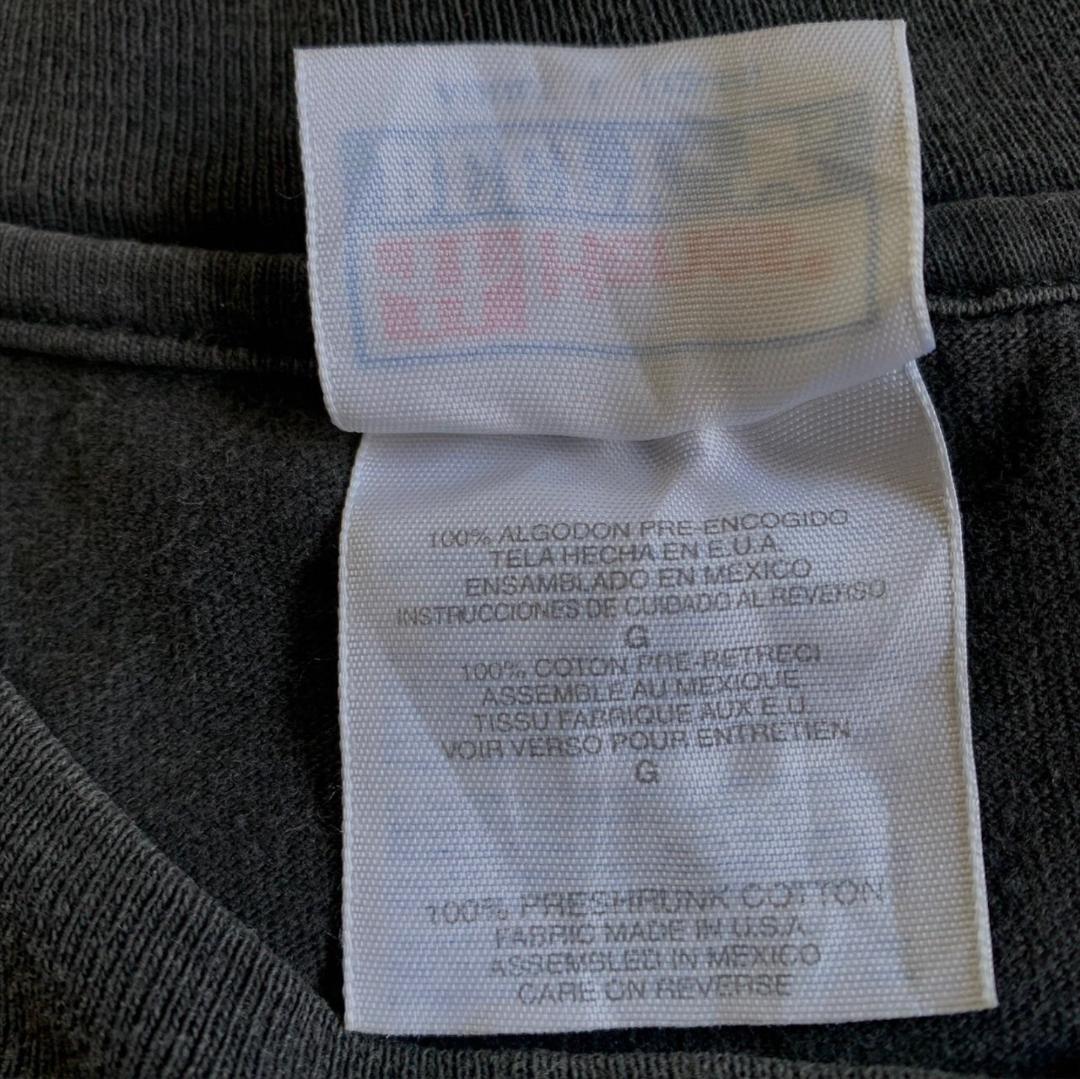 100% ALGODON PRE-ENCOGIDO
TELA HECHA EN E.U.A.
ENSAMBLADO EN MEXICO
INSTRUCCIONES DE CUIDADO AL REVERSO
G
100% COTON PRE-RETRECI
ASSEMBLE AU MEXIQUE
TISSU FABRIQUE AUX E.U.
VOIR VERSO POUR ENTRETIEN
G
100% PRESHRUNK COTTON
FABRIC MADE IN U.S.A.
ASSEMBLED IN MEXICO
CARE ON REVERSE